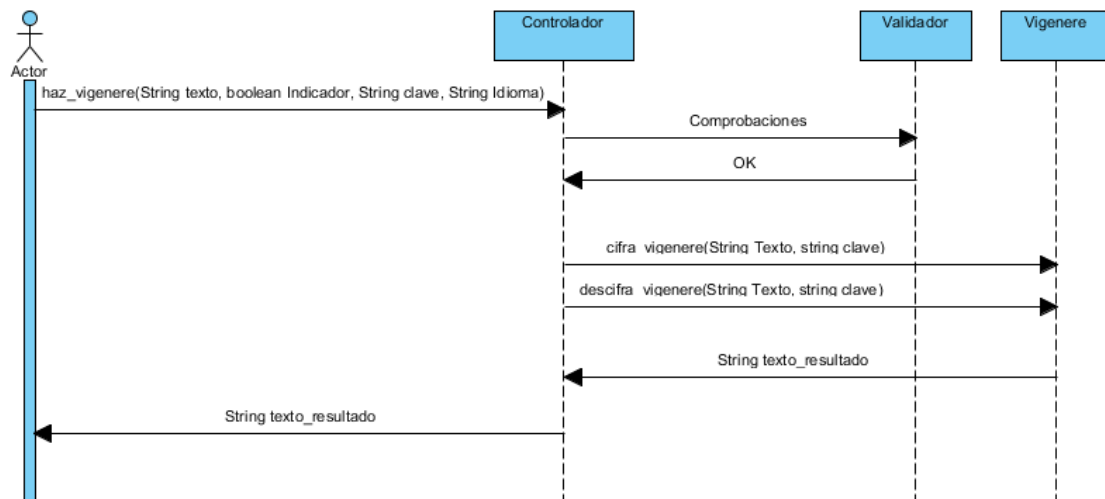 Controlador
Validador
Vigenere
Actor
haz_vigenere(String texto, boolean Indicador, String clave, String Idioma)
Comprobaciones
OK
cifra_vigenere(String Texto, string clave)
descifra_vigenere(String Texto, string clave)
String texto_resultado
String texto_resultado